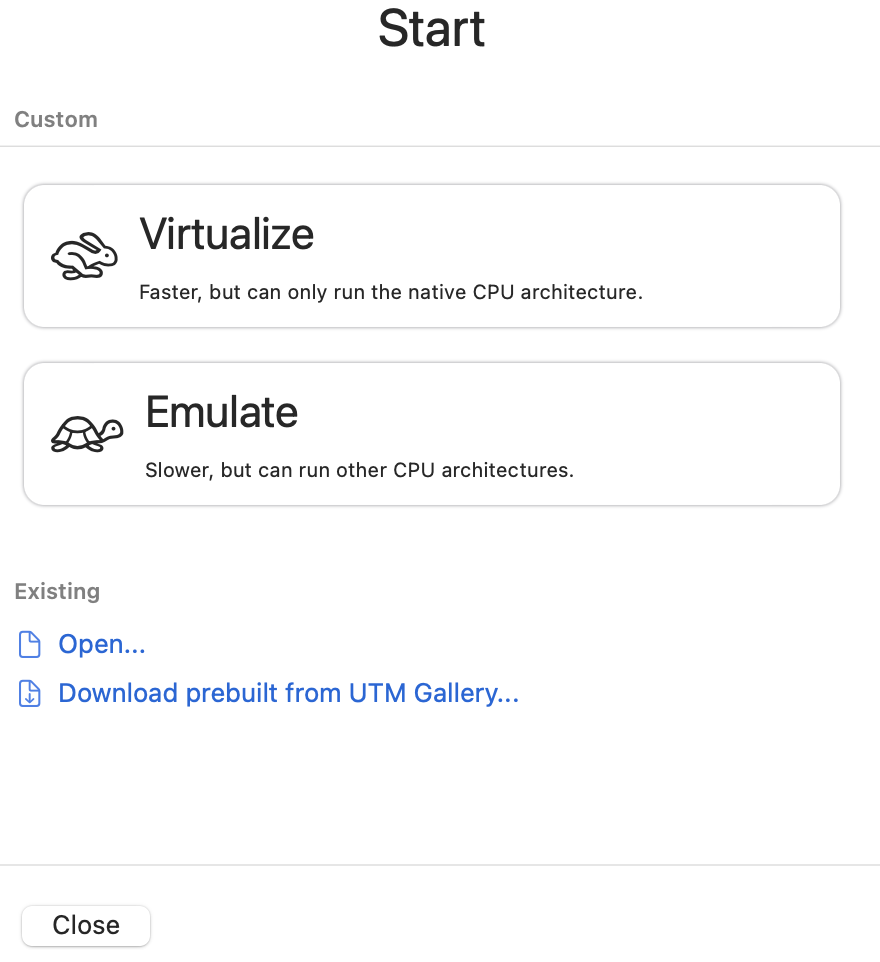 Start
Custom
Virtualize
Faster, but can only run the native CPU architecture.
Emulate
Slower, but can run other CPU architectures.
Existing
Open...
Download prebuilt from UTM Gallery...
Close